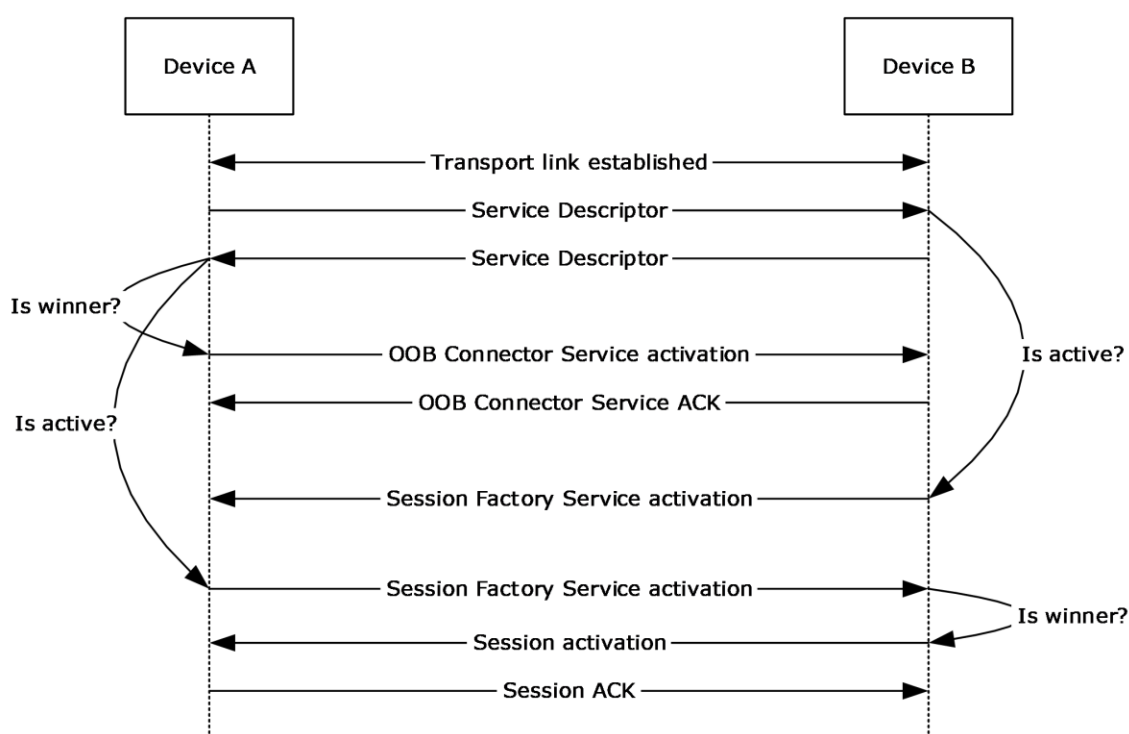 Device A
Device B
Transport link established
Service Descriptor
Service Descriptor
Is winner?
OOB Connector Service activation
Is active?
OOB Connector Service ACK
Is active?
Session Factory Service activation
Session Factory Service activation
Is winner?
Session activation
Session ACK